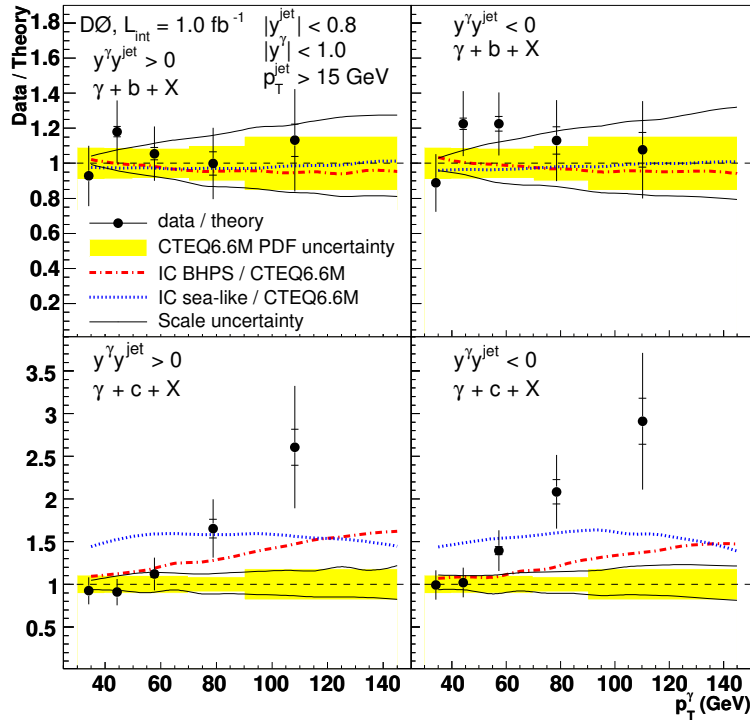 DØ, L_int = 1.0 fb⁻¹
|y^jet| < 0.8
|y^γ| < 1.0
p_T^jet > 15 GeV
y^γ y^jet > 0
γ + b + X
y^γ y^jet < 0
γ + b + X
Data / Theory
1.8
1.6
1.4
1.2
1
0.8
0.6
0.4
0.2
data / theory
CTEQ6.6M PDF uncertainty
IC BHPS / CTEQ6.6M
IC sea-like / CTEQ6.6M
Scale uncertainty
y^γ y^jet > 0
γ + c + X
y^γ y^jet < 0
γ + c + X
3.5
3
2.5
2
1.5
1
0.5
40 60 80 100 120 140
40 60 80 100 120 140
p_T^γ (GeV)